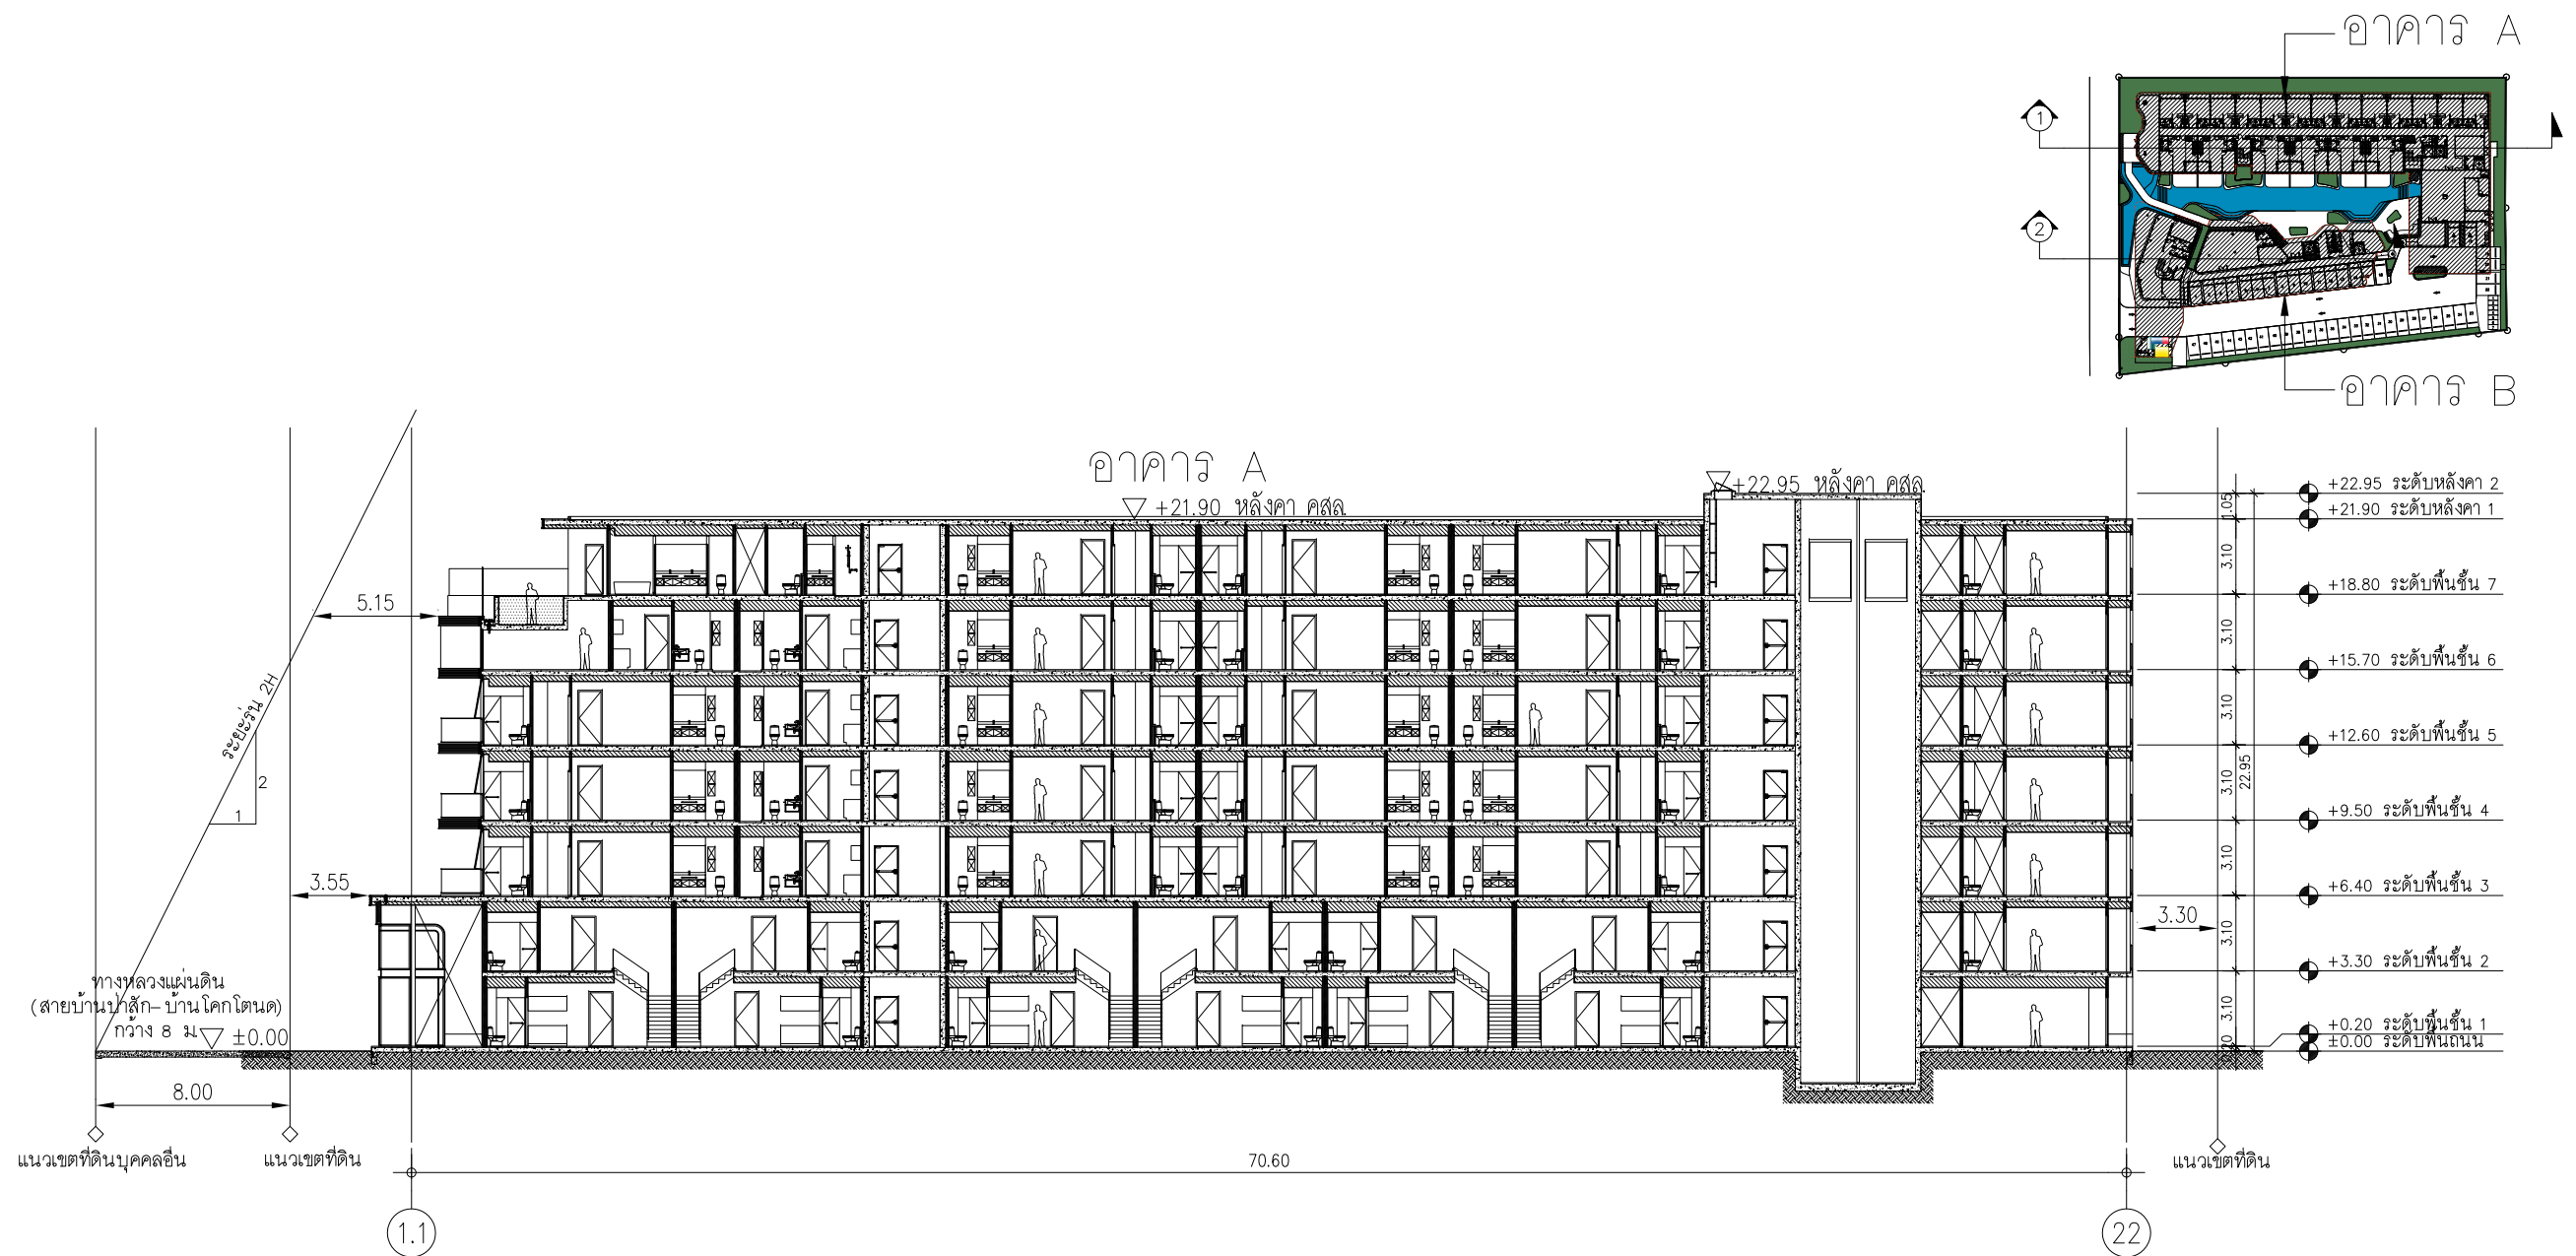 อาคาร A
1
2
อาคาร B
อาคาร A
+21.90 หลังคา คสล.
+22.95 หลังคา คสล.
+22.95 ระดับหลังคา 2
+21.90 ระดับหลังคา 1
+18.80 ระดับพื้นชั้น 7
+15.70 ระดับพื้นชั้น 6
+12.60 ระดับพื้นชั้น 5
+9.50 ระดับพื้นชั้น 4
+6.40 ระดับพื้นชั้น 3
+3.30 ระดับพื้นชั้น 2
+0.20 ระดับพื้นชั้น 1
±0.00 ระดับพื้นถนน
1.05
3.10
3.10
3.10
3.10
3.10
3.10
3.10
0.20
22.95
5.15
ระยะร่น 2H
2
1
3.55
3.30
ทางหลวงแผ่นดิน
(สายบ้านป่าสัก-บ้านโคกโตนด)
กว้าง 8 ม.
±0.00
8.00
แนวเขตที่ดินบุคคลอื่น
แนวเขตที่ดิน
70.60
แนวเขตที่ดิน
1.1
22